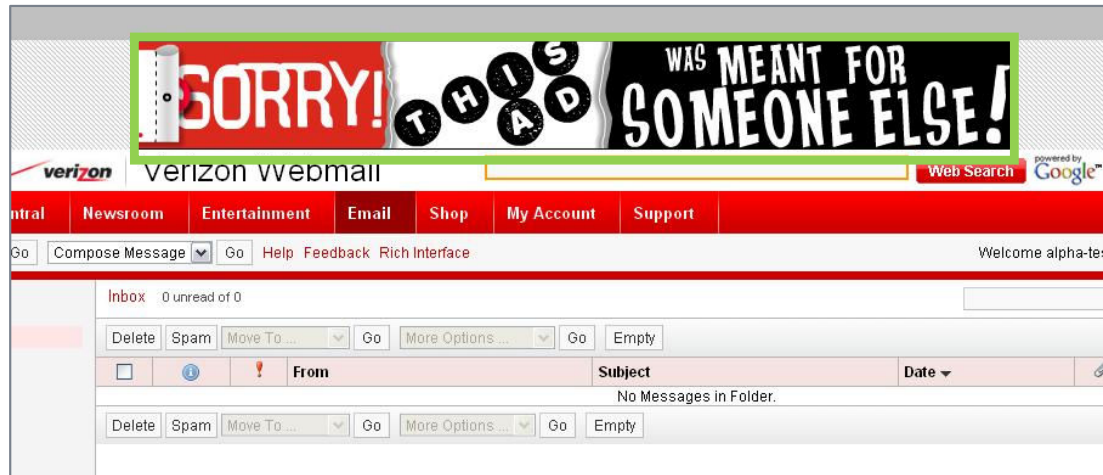 SORRY! THIS AD WAS MEANT FOR SOMEONE ELSE!
verizon Verizon Webmail Web Search powered by Google™
ntral Newsroom Entertainment Email Shop My Account Support
Go Compose Message Go Help Feedback Rich Interface Welcome alpha-tes
Inbox 0 unread of 0
Delete Spam Move To ... Go More Options ... Go Empty
From Subject Date
No Messages in Folder.
Delete Spam Move To ... Go More Options ... Go Empty